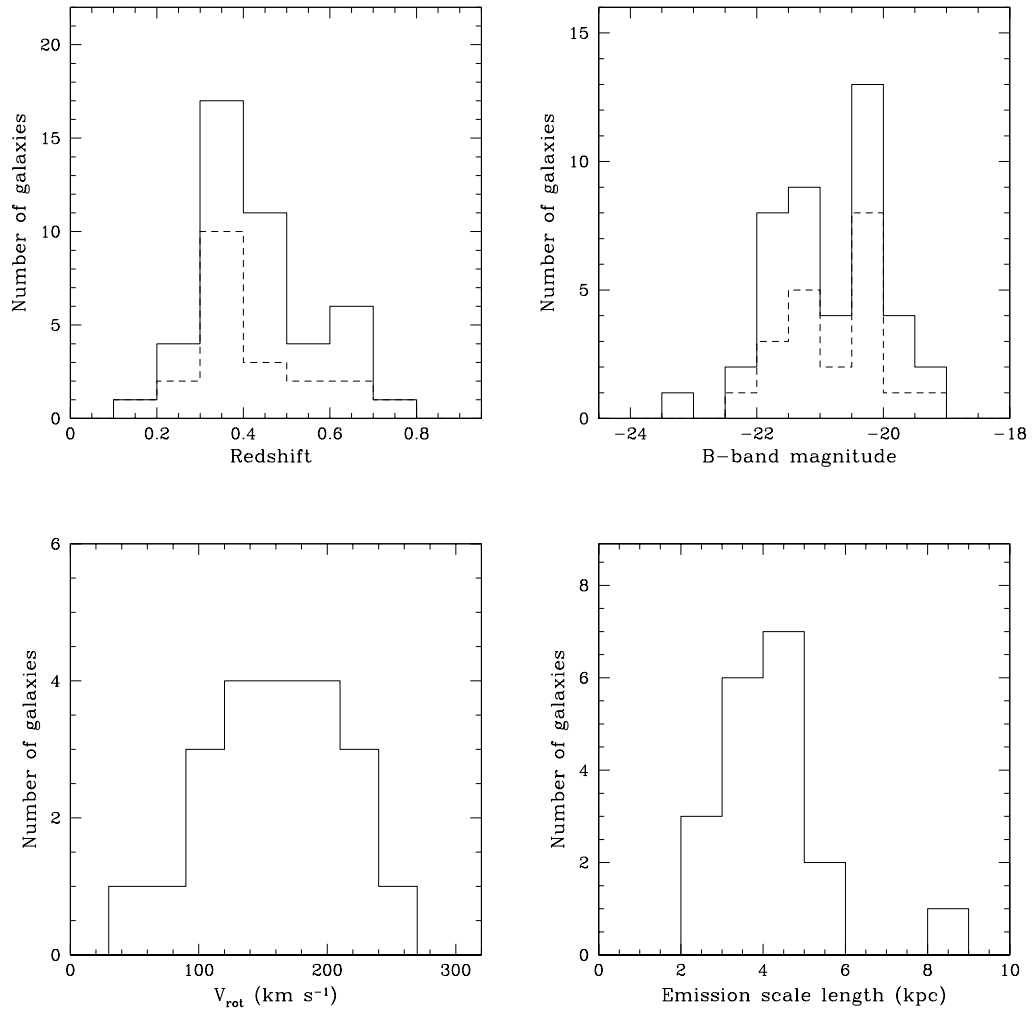 20
15
10
5
0
Number of galaxies
0 0.2 0.4 0.6 0.8
Redshift
15
10
5
0
Number of galaxies
−24 −22 −20 −18
B−band magnitude
6
4
2
0
Number of galaxies
0 100 200 300
V_rot (km s⁻¹)
8
6
4
2
0
Number of galaxies
0 2 4 6 8 10
Emission scale length (kpc)